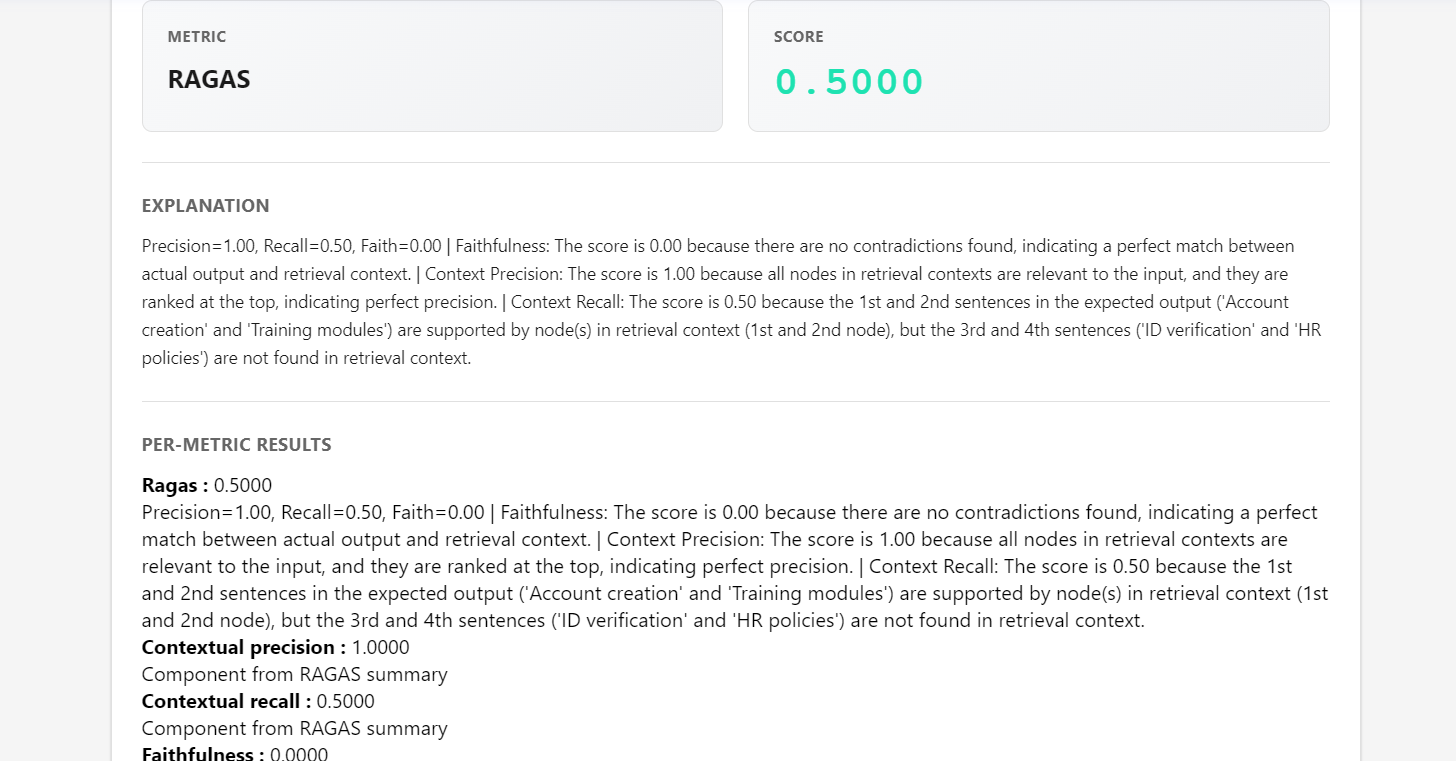 METRIC
RAGAS
SCORE
0.5000
EXPLANATION
Precision=1.00, Recall=0.50, Faith=0.00 | Faithfulness: The score is 0.00 because there are no contradictions found, indicating a perfect match between
actual output and retrieval context. | Context Precision: The score is 1.00 because all nodes in retrieval contexts are relevant to the input, and they are
ranked at the top, indicating perfect precision. | Context Recall: The score is 0.50 because the 1st and 2nd sentences in the expected output ('Account
creation' and 'Training modules') are supported by node(s) in retrieval context (1st and 2nd node), but the 3rd and 4th sentences ('ID verification' and 'HR
policies') are not found in retrieval context.
PER-METRIC RESULTS
Ragas : 0.5000
Precision=1.00, Recall=0.50, Faith=0.00 | Faithfulness: The score is 0.00 because there are no contradictions found, indicating a perfect
match between actual output and retrieval context. | Context Precision: The score is 1.00 because all nodes in retrieval contexts are
relevant to the input, and they are ranked at the top, indicating perfect precision. | Context Recall: The score is 0.50 because the 1st
and 2nd sentences in the expected output ('Account creation' and 'Training modules') are supported by node(s) in retrieval context (1st
and 2nd node), but the 3rd and 4th sentences ('ID verification' and 'HR policies') are not found in retrieval context.
Contextual precision : 1.0000
Component from RAGAS summary
Contextual recall : 0.5000
Component from RAGAS summary
Faithfulness : 0.0000